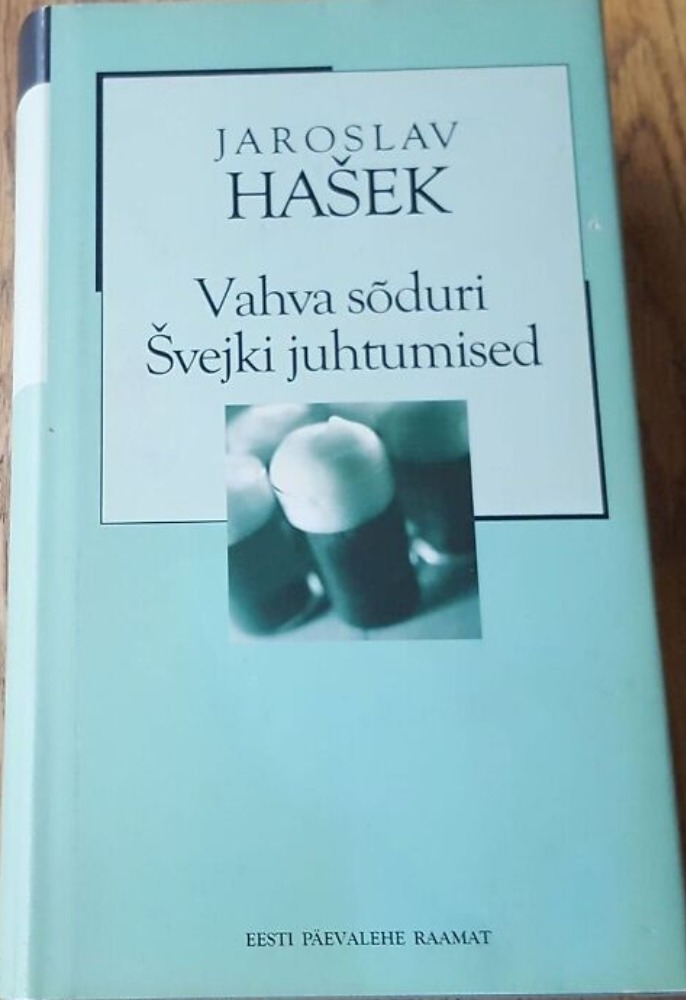 JAROSLAV
HAŠEK
Vahva sõduri
Švejki juhtumised
EESTI PÄEVALEHE RAAMAT